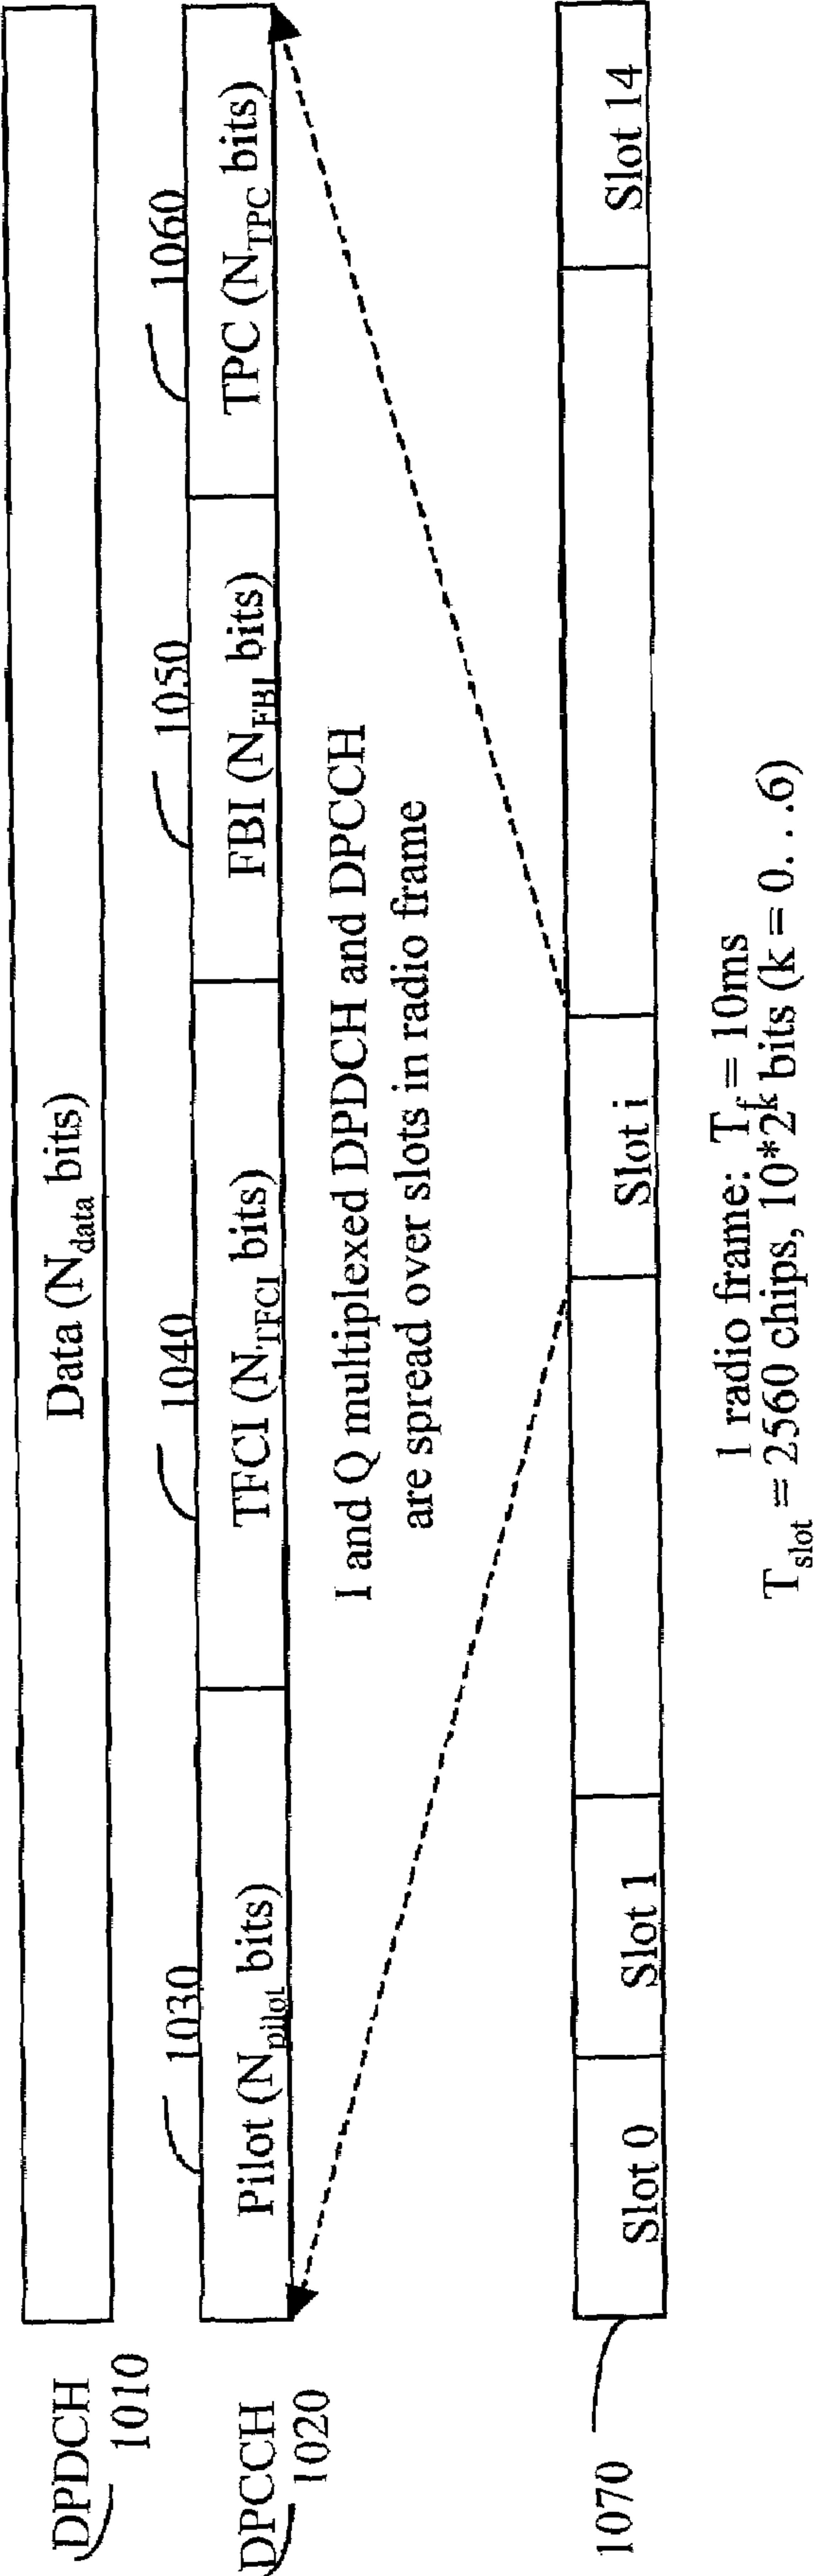 DPDCH
1010
Data (N_data bits)
DPCCH
1020
1030
1040
1050
1060
Pilot (N_pilot bits)
TFCI (N_TFCI bits)
FBI (N_FBI bits)
TPC (N_TPC bits)
I and Q multiplexed DPDCH and DPCCH
are spread over slots in radio frame
1070
Slot 0
Slot 1
Slot i
Slot 14
1 radio frame: T_f = 10ms
T_slot = 2560 chips, 10*2^k bits (k = 0...6)